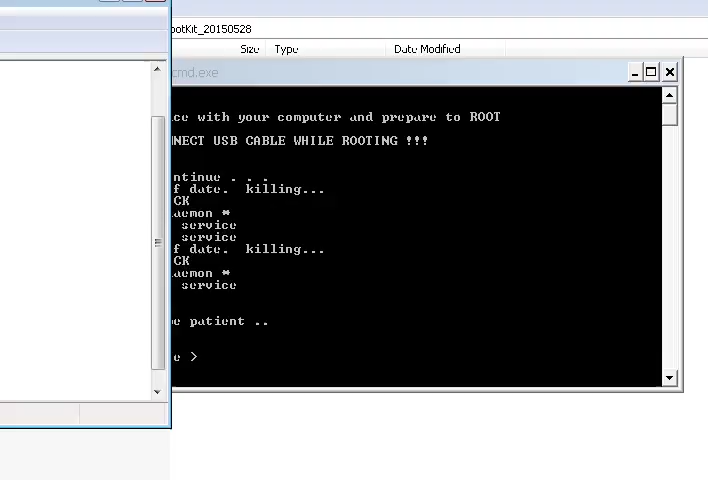 ootKit_20150528
Size Type Date Modified
cmd.exe
ce with your computer and prepare to ROOT
NNECT USB CABLE WHILE ROOTING !!!
ntinue . . .
f date. killing...
CK
aemon *
service
service
f date. killing...
CK
aemon *
service
e patient ..
e >